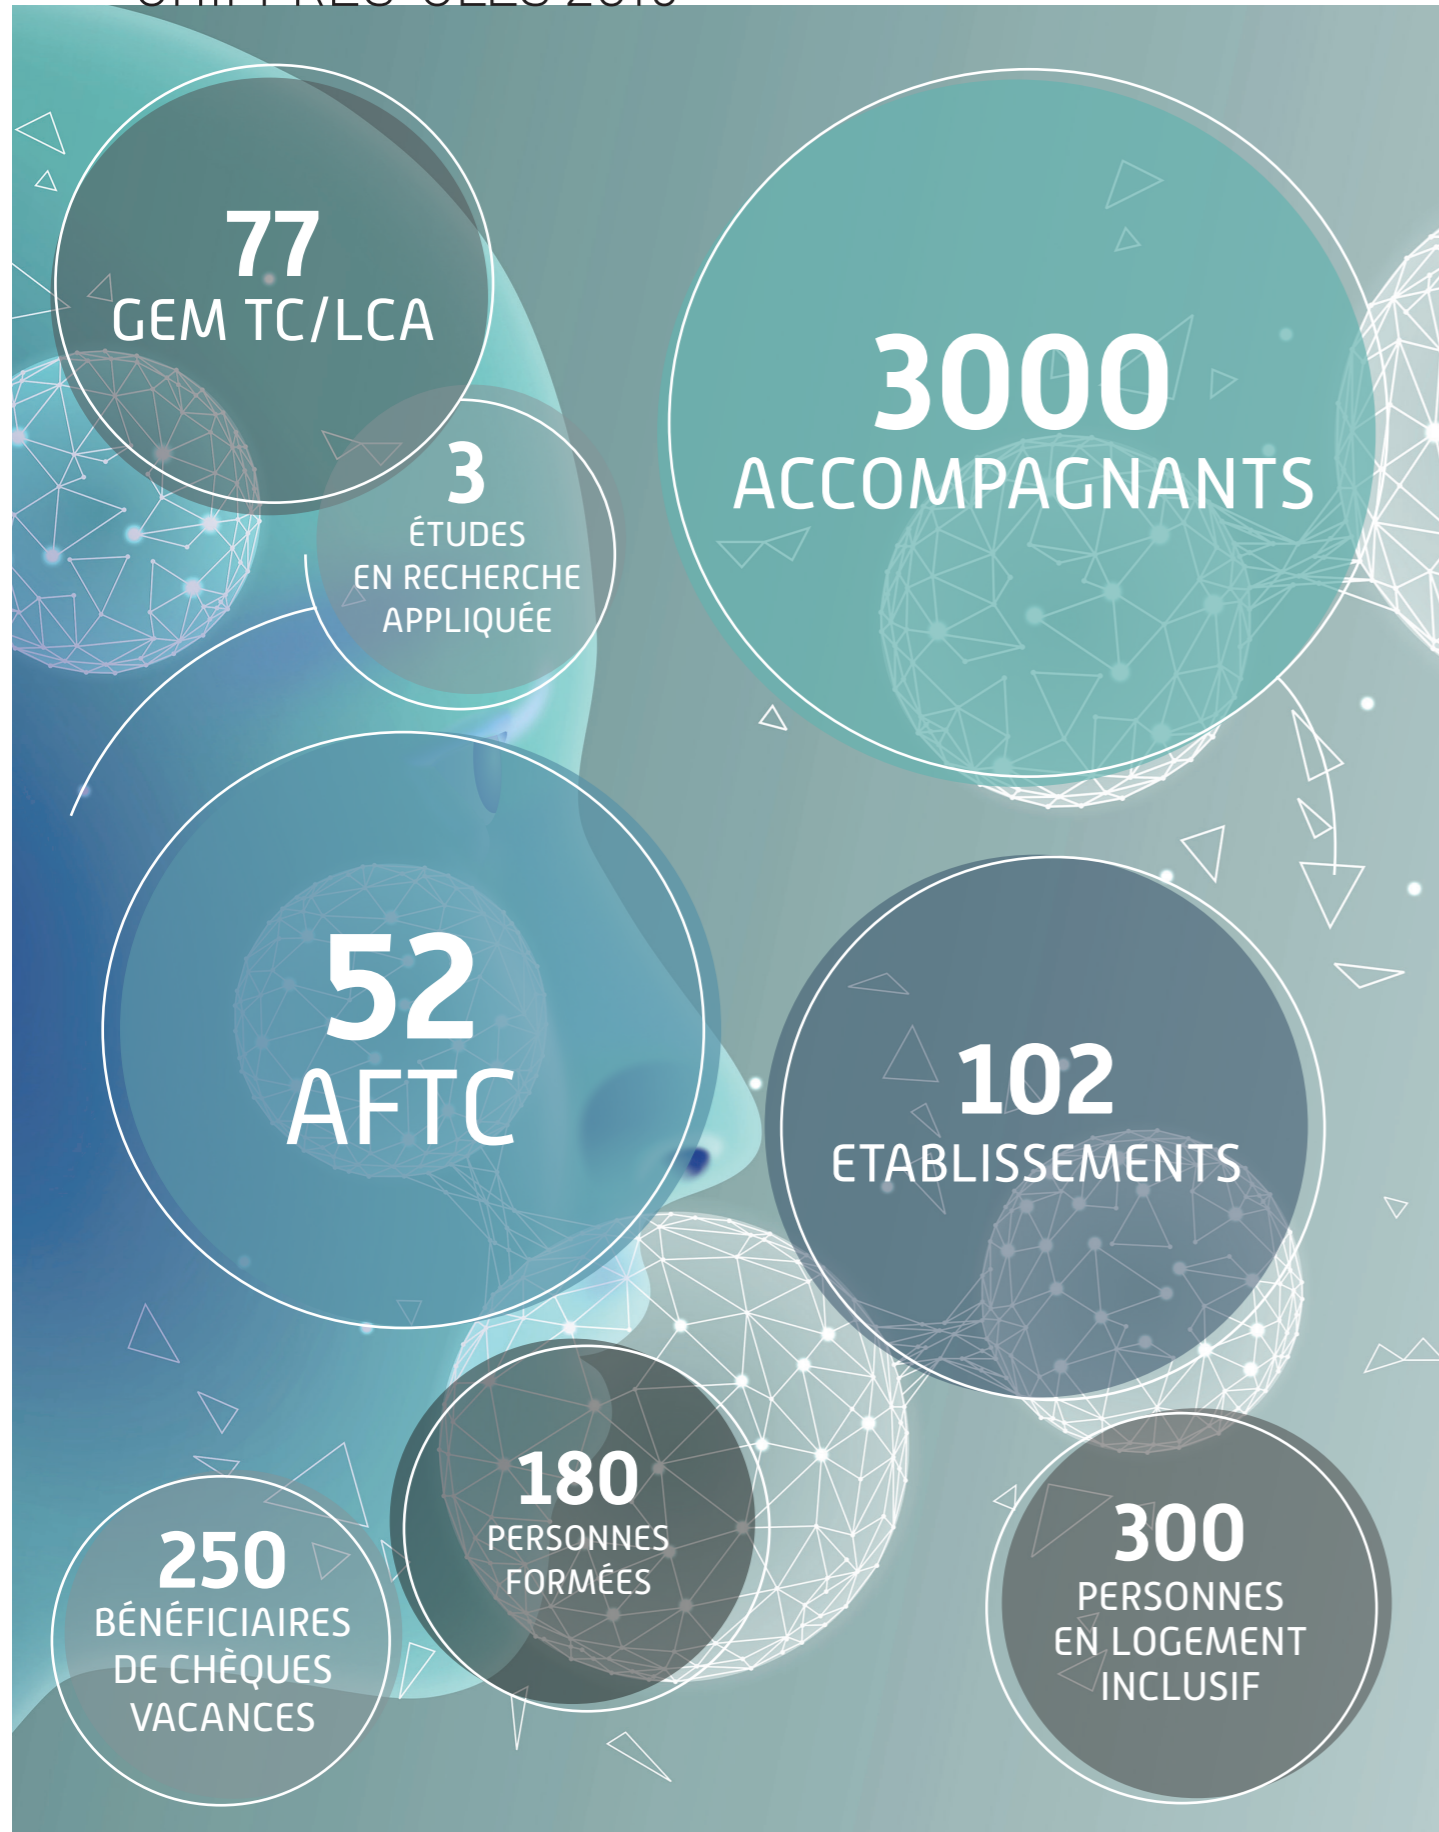 77
GEM TC/LCA
3000
ACCOMPAGNANTS
3
ÉTUDES
EN RECHERCHE
APPLIQUÉE
52
AFTC
102
ETABLISSEMENTS
180
PERSONNES
FORMÉES
250
BÉNÉFICIAIRES
DE CHÈQUES
VACANCES
300
PERSONNES
EN LOGEMENT
INCLUSIF